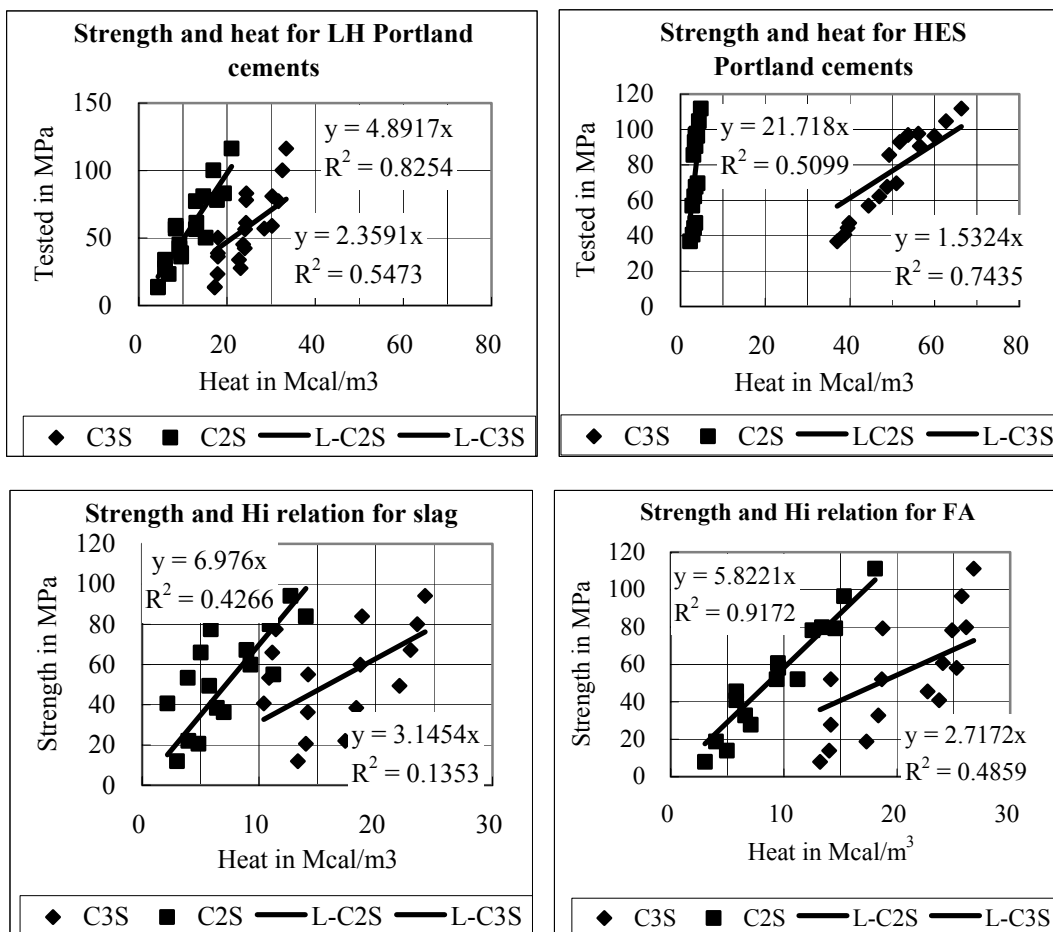 Strength and heat for LH Portland
cements
150
100
50
0
Tested in MPa
y = 4.8917x
R² = 0.8254
y = 2.3591x
R² = 0.5473
0 20 40 60 80
Heat in Mcal/m3
C3S C2S L-C2S L-C3S
Strength and heat for HES
Portland cements
120
100
80
60
40
20
0
Tested in MPa
y = 21.718x
R² = 0.5099
y = 1.5324x
R² = 0.7435
0 20 40 60 80
Heat in Mcal/m3
C3S C2S LC2S L-C3S
Strength and Hi relation for slag
120
100
80
60
40
20
0
Strength in MPa
y = 6.976x
R² = 0.4266
y = 3.1454x
R² = 0.1353
0 10 20 30
Heat in Mcal/m3
C3S C2S L-C2S L-C3S
Strength and Hi relation for FA
120
100
80
60
40
20
0
Strength in MPa
y = 5.8221x
R² = 0.9172
y = 2.7172x
R² = 0.4859
0 10 20 30
Heat in Mcal/m³
C3S C2S L-C2S L-C3S